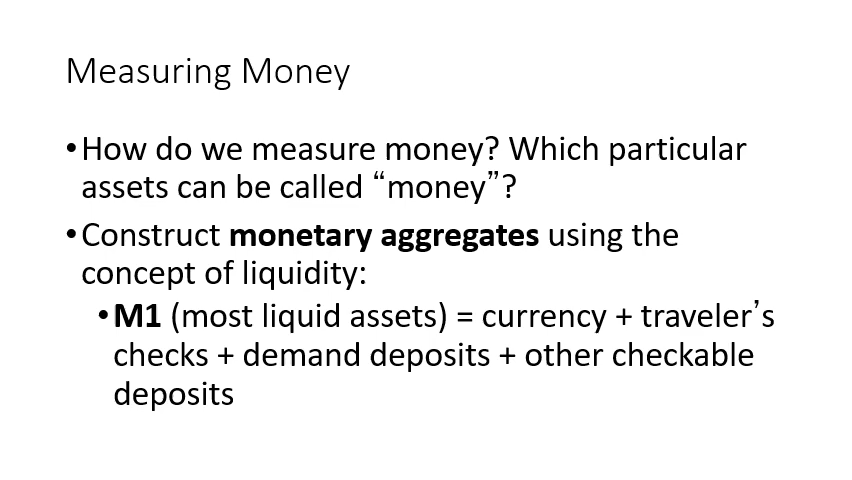 Measuring Money
•How do we measure money? Which particular
assets can be called “money”?
•Construct monetary aggregates using the
concept of liquidity:
•M1 (most liquid assets) = currency + traveler’s
checks + demand deposits + other checkable
deposits